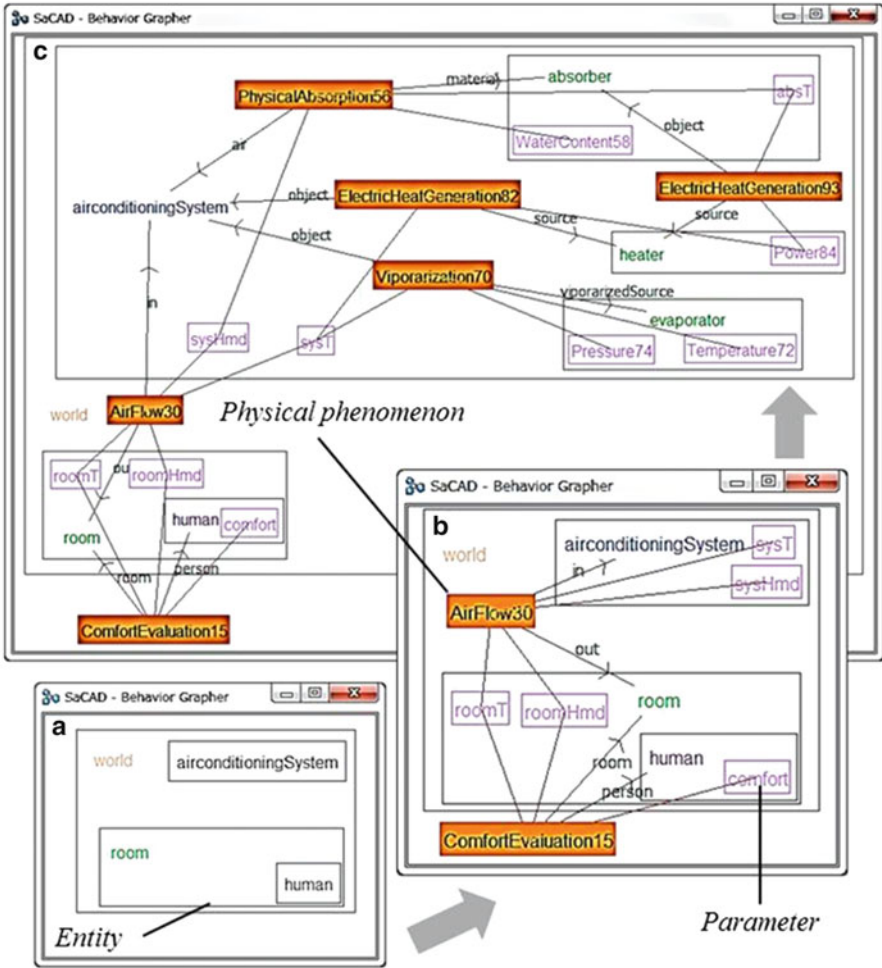 SaCAD - Behavior Grapher
c
PhysicalAbsorption56
material
absorber
absT
WaterContent58
object
air
ElectricHeatGeneration93
ElectricHeatGeneration82
object
airconditioningSystem
source
source
object
heater
Power84
Viporarization70
viporarizedSource
evaporator
in
sysHmd
sysT
Pressure74
Temperature72
AirFlow30
world
Physical phenomenon
roomT
ou
roomHmd
human
comfort
room
room
person
ComfortEvaluation15
SaCAD - Behavior Grapher
b
world
airconditioningSystem
sysT
in
sysHmd
AirFlow30
out
roomT
roomHmd
room
room
human
person
comfort
ComfortEvaluation15
SaCAD - Behavior Grapher
a
world
airconditioningSystem
room
human
Entity
Parameter